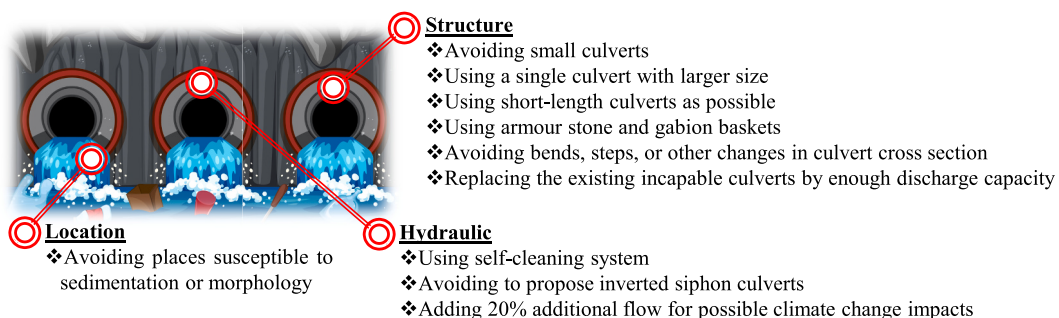 Structure
❖Avoiding small culverts
❖Using a single culvert with larger size
❖Using short-length culverts as possible
❖Using armour stone and gabion baskets
❖Avoiding bends, steps, or other changes in culvert cross section
❖Replacing the existing incapable culverts by enough discharge capacity
Location
❖Avoiding places susceptible to
sedimentation or morphology
Hydraulic
❖Using self-cleaning system
❖Avoiding to propose inverted siphon culverts
❖Adding 20% additional flow for possible climate change impacts